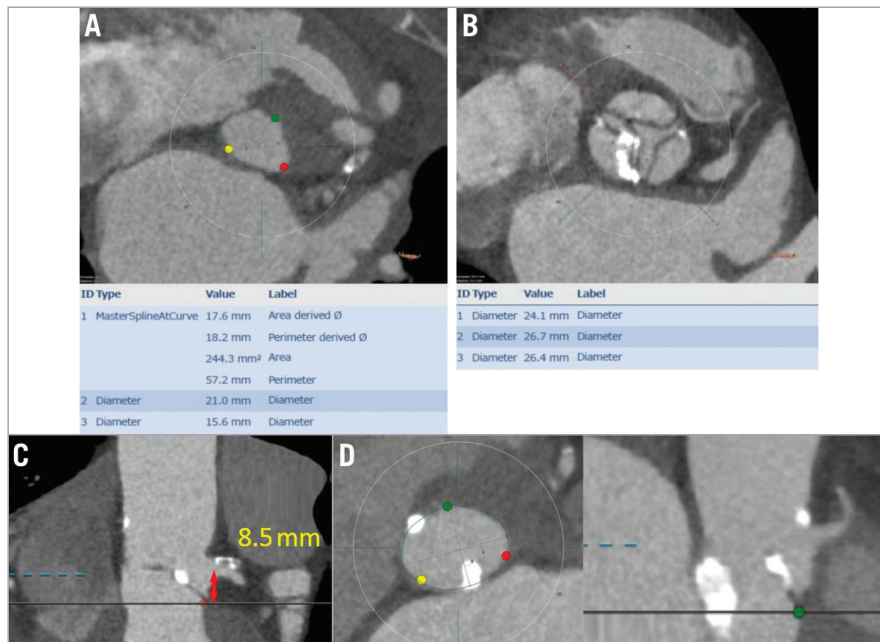 A
B
ID Type Value Label
1 MasterSplineAtCurve 17.6 mm Area derived Ø
18.2 mm Perimeter derived Ø
244.3 mm² Area
57.2 mm Perimeter
2 Diameter 21.0 mm Diameter
3 Diameter 15.6 mm Diameter
ID Type Value Label
1 Diameter 24.1 mm Diameter
2 Diameter 26.7 mm Diameter
3 Diameter 26.4 mm Diameter
C
8.5 mm
D